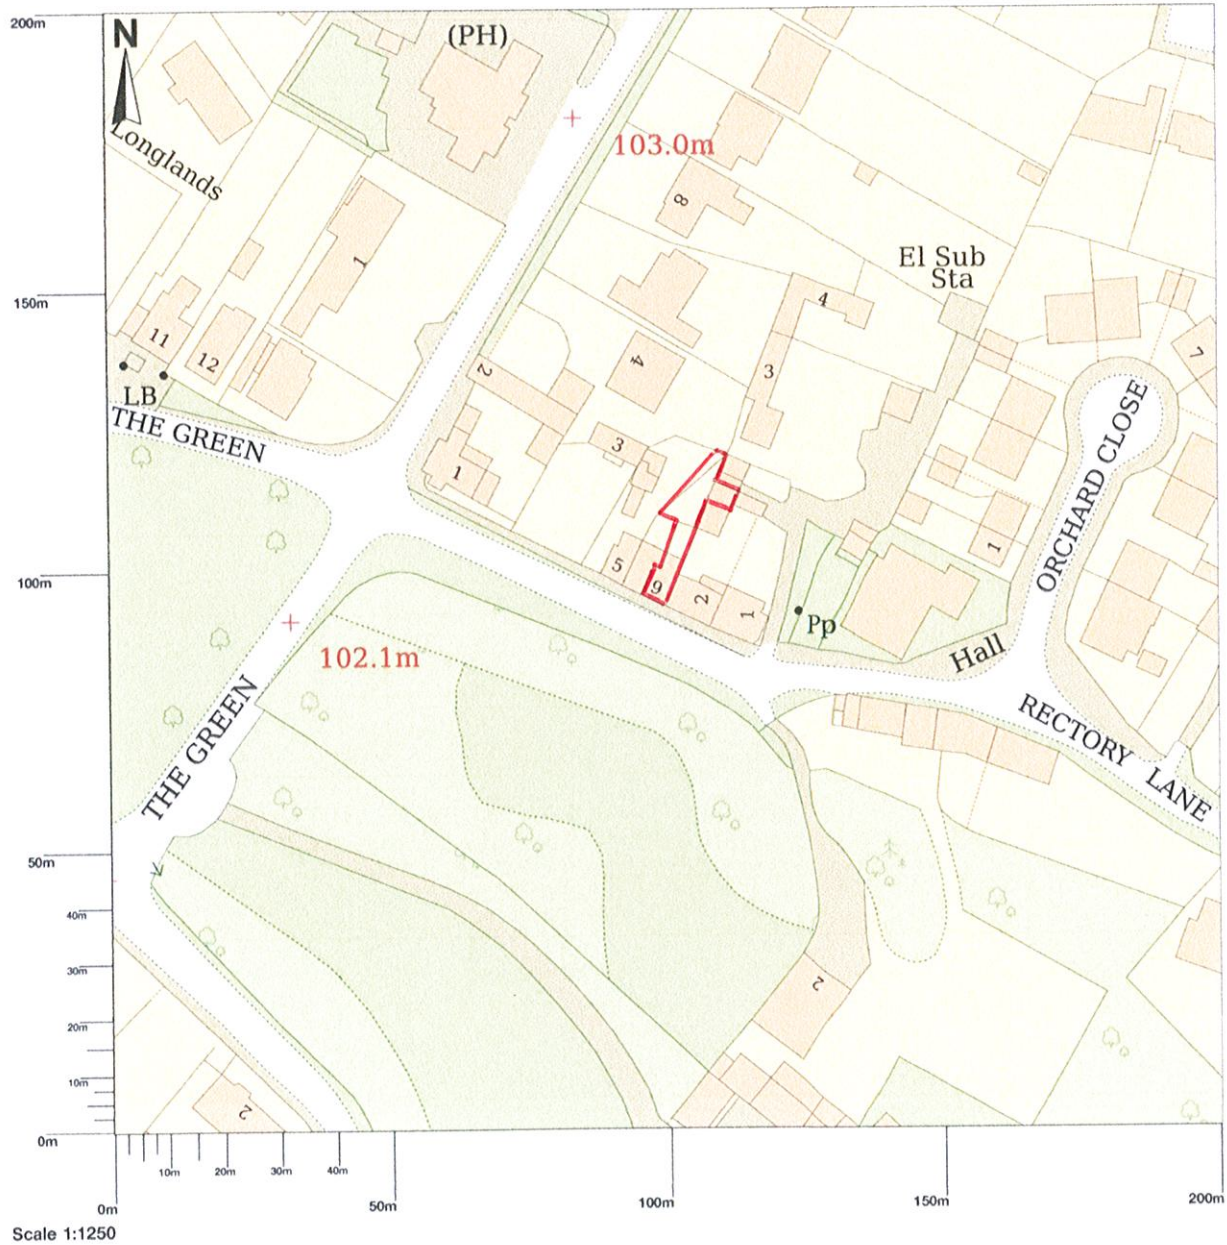 200m
N
(PH)
103.0m
Longlands
8
1
El Sub
Sta
4
150m
11
12
4
3
2
7
LB
THE GREEN
3
1
ORCHARD CLOSE
1
100m
5
9
2
1
Pp
Hall
102.1m
THE GREEN
RECTORY LANE
50m
40m
30m
20m
10m
0m
2
2
10m
20m
30m
40m
0m
50m
100m
150m
200m
Scale 1:1250